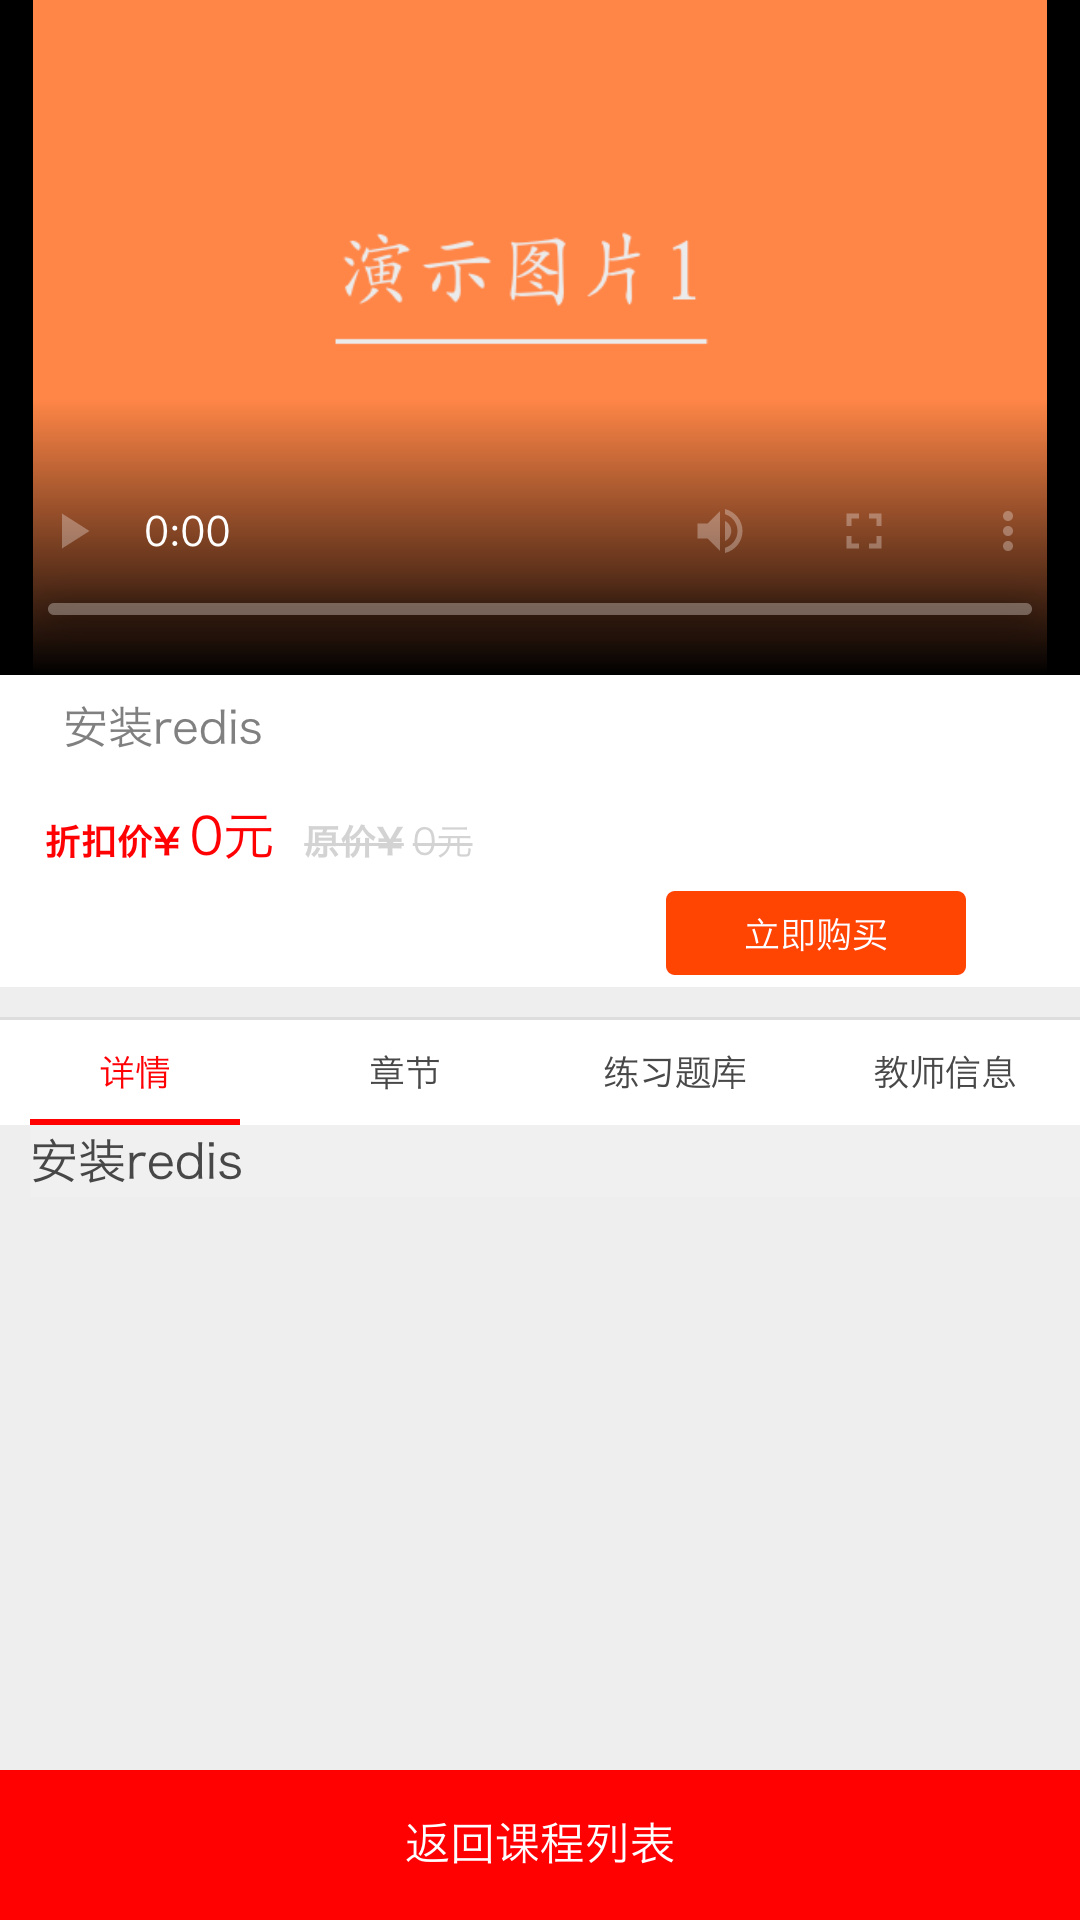 演示图片1
0:00
安装redis
折扣价¥ 0元 原价¥ 0元
立即购买
详情 章节 练习题库 教师信息
安装redis
返回课程列表